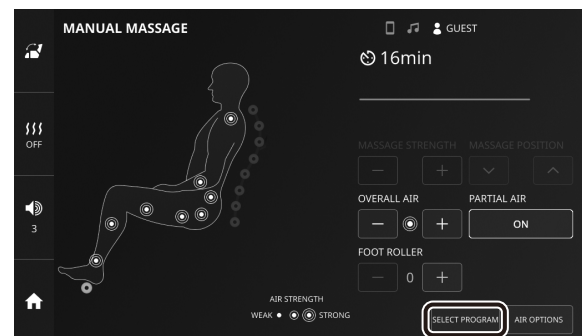 MANUAL MASSAGE
GUEST
16min
OFF
MASSAGE STRENGTH MASSAGE POSITION
OVERALL AIR PARTIAL AIR
ON
3
FOOT ROLLER
0
AIR STRENGTH
WEAK STRONG
SELECT PROGRAM AIR OPTIONS